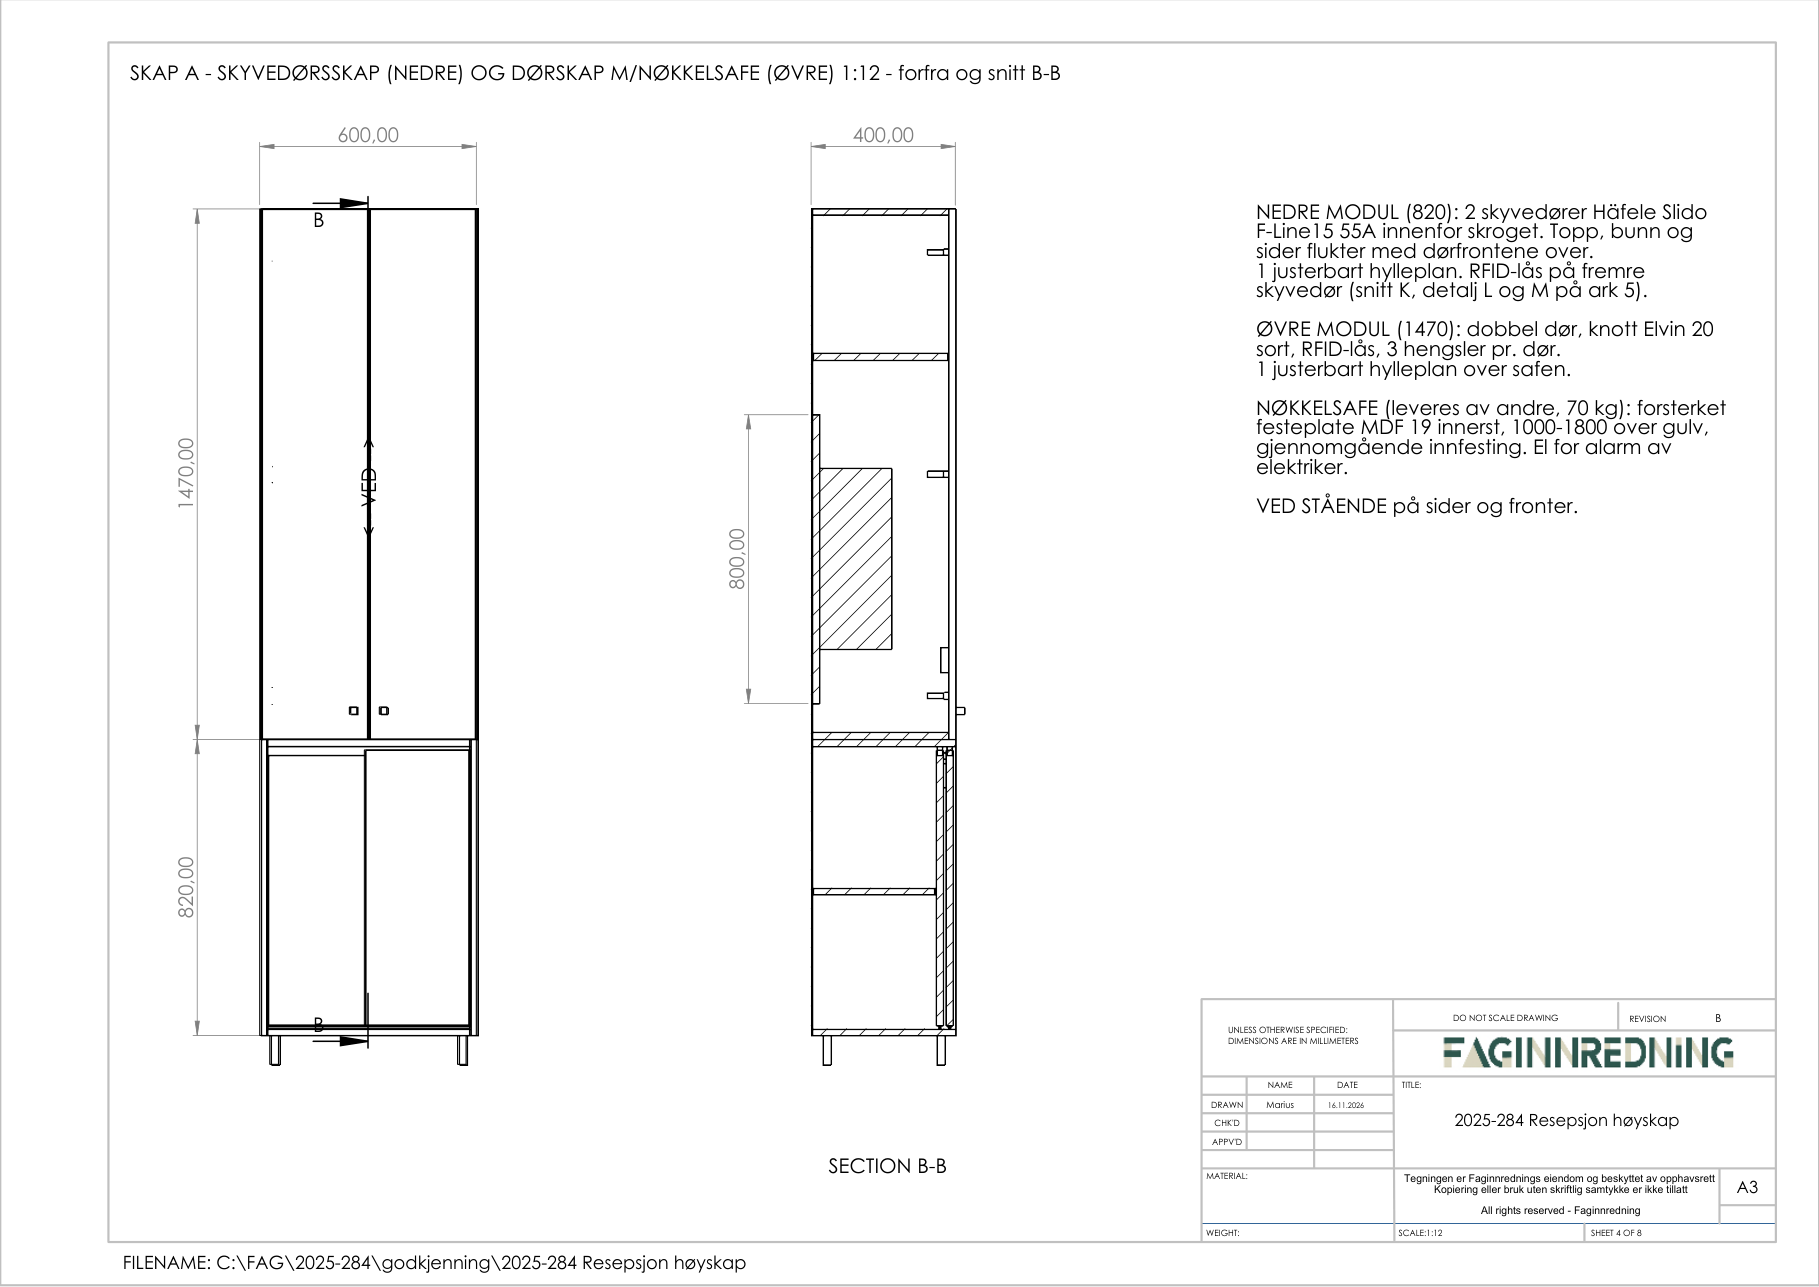 SKAP A - SKYVEDØRSSKAP (NEDRE) OG DØRSKAP M/NØKKELSAFE (ØVRE) 1:12 - forfra og snitt B-B
600,00
400,00
B
NEDRE MODUL (820): 2 skyvedører Häfele Slido
F-Line15 55A innenfor skroget. Topp, bunn og
sider flukter med dørfrontene over.
1 justerbart hylleplan. RFID-lås på fremre
skyvedør (snitt K, detalj L og M på ark 5).
ØVRE MODUL (1470): dobbel dør, knott Elvin 20
sort, RFID-lås, 3 hengsler pr. dør.
1 justerbart hylleplan over safen.
NØKKELSAFE (leveres av andre, 70 kg): forsterket
festeplate MDF 19 innerst, 1000-1800 over gulv,
gjennomgående innfesting. El for alarm av
elektriker.
VED STÅENDE på sider og fronter.
1470,00
<-VED->
800,00
820,00
B
SECTION B-B
UNLESS OTHERWISE SPECIFIED:
DIMENSIONS ARE IN MILLIMETERS
DO NOT SCALE DRAWING
REVISION B
FAGINNREDNING
NAME DATE
DRAWN Marius 16.11.2026
CHK'D
APPV'D
TITLE:
2025-284 Resepsjon høyskap
MATERIAL:
Tegningen er Faginnrednings eiendom og beskyttet av opphavsrett
Kopiering eller bruk uten skriftlig samtykke er ikke tillatt
All rights reserved - Faginnredning
A3
WEIGHT:
SCALE:1:12
SHEET 4 OF 8
FILENAME: C:\FAG\2025-284\godkjenning\2025-284 Resepsjon høyskap